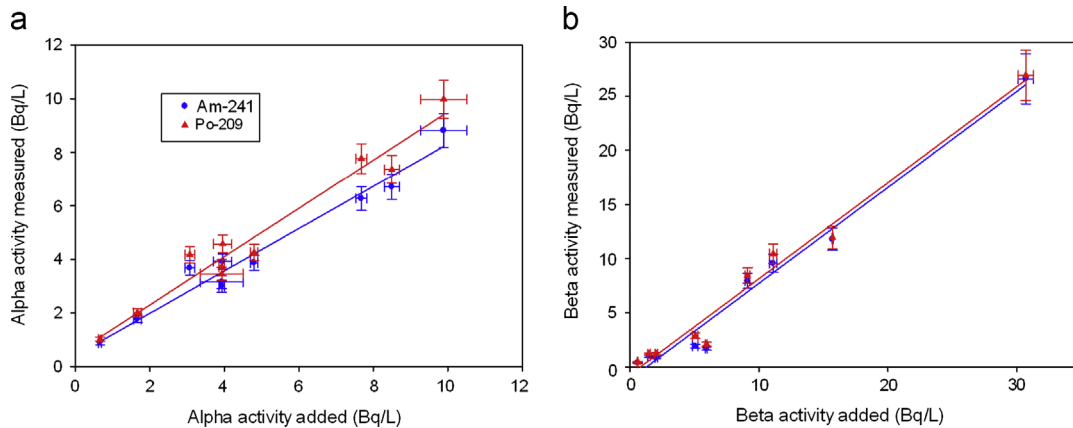 a
Alpha activity measured (Bq/L)
12
10
8
6
4
2
0
Am-241
Po-209
0 2 4 6 8 10 12
Alpha activity added (Bq/L)
b
Beta activity measured (Bq/L)
30
25
20
15
10
5
0
0 10 20 30
Beta activity added (Bq/L)